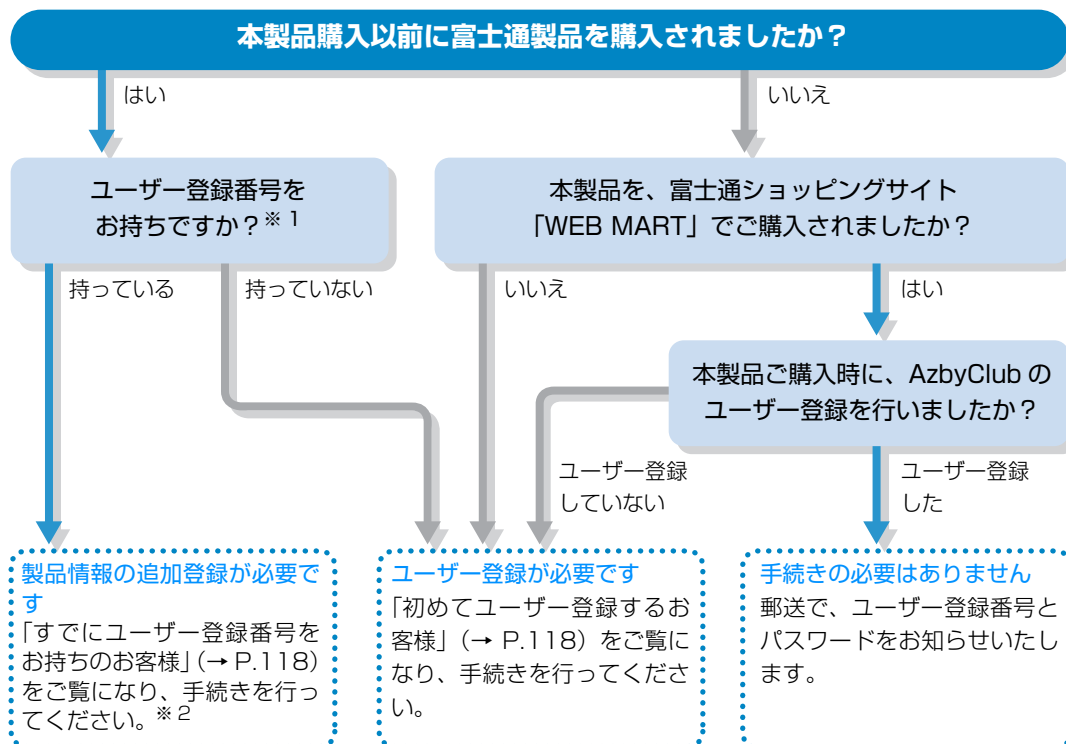 本製品購入以前に富士通製品を購入されましたか？
はい
いいえ
ユーザー登録番号を
お持ちですか？※1
本製品を、富士通ショッピングサイト
「WEB MART」でご購入されましたか？
持っている
持っていない
いいえ
はい
本製品ご購入時に、AzbyClub の
ユーザー登録を行いましたか？
ユーザー登録
していない
ユーザー登録
した
製品情報の追加登録が必要で
す
「すでにユーザー登録番号を
お持ちのお客様」（→ P.118）
をご覧になり、手続きを行っ
てください。※2
ユーザー登録が必要です
「初めてユーザー登録するお
客様」（→ P.118）をご覧に
なり、手続きを行ってくださ
い。
手続きの必要はありません
郵送で、ユーザー登録番号と
パスワードをお知らせいたし
ます。